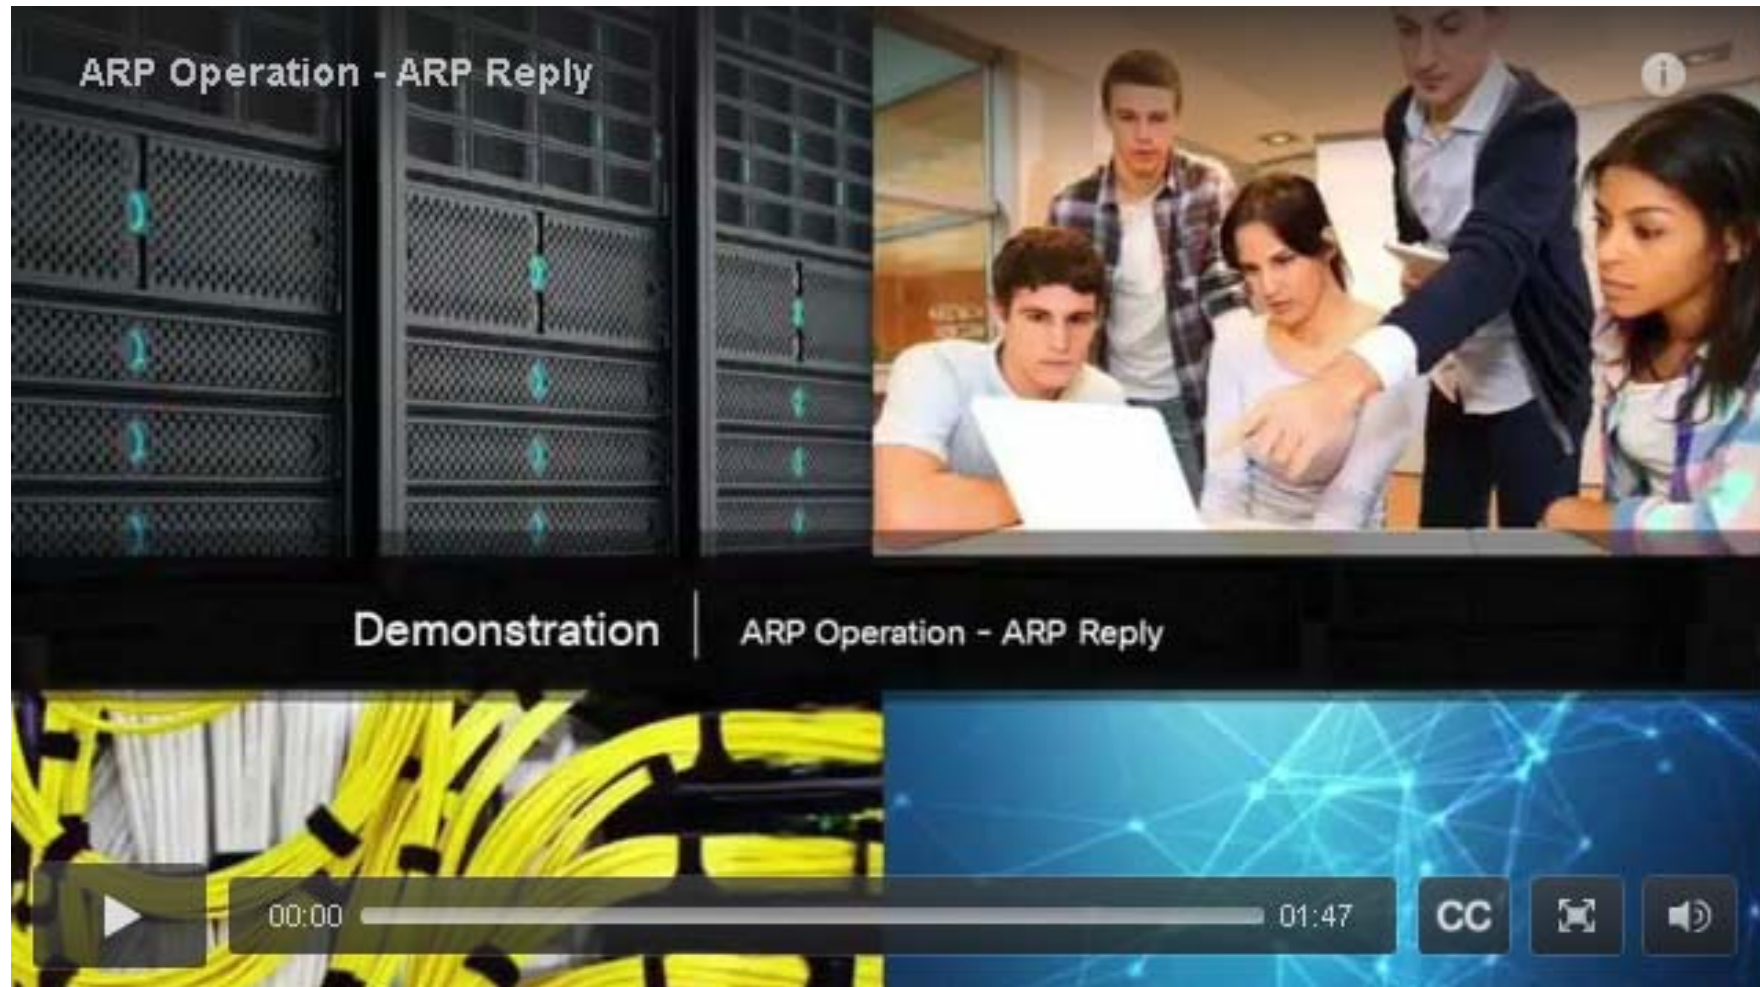 ARP Operation - ARP Reply
Demonstration | ARP Operation – ARP Reply
00:00
01:47
CC